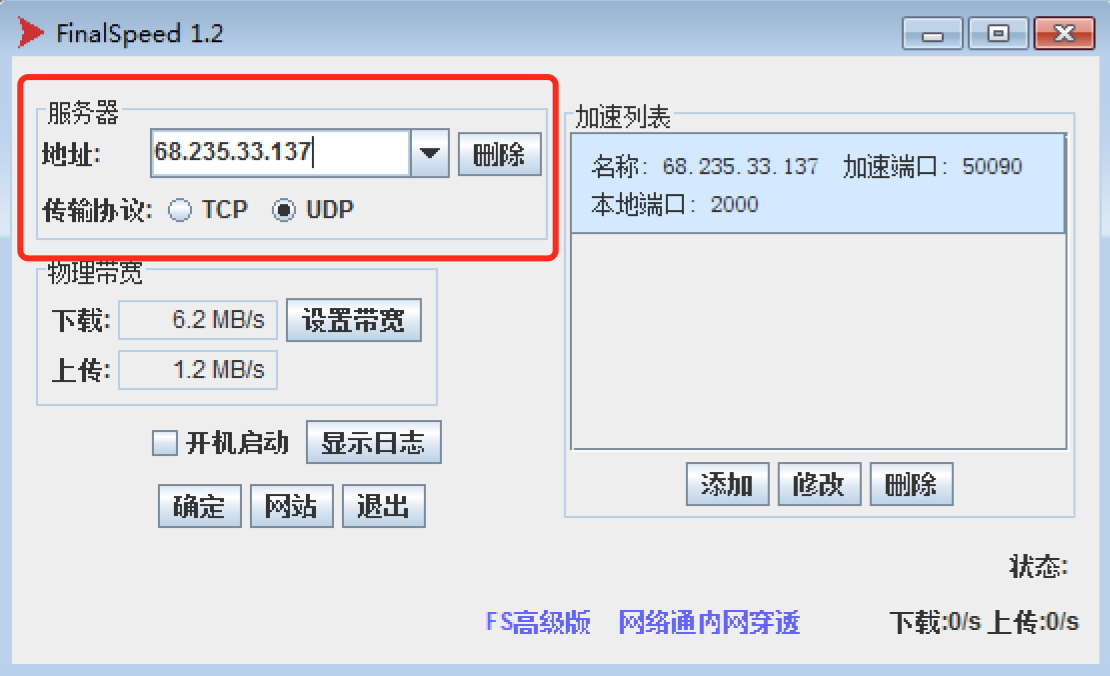 FinalSpeed 1.2
服务器
地址: 68.235.33.137 删除
传输协议: TCP UDP
物理带宽
下载: 6.2 MB/s 设置带宽
上传: 1.2 MB/s
开机启动 显示日志
确定 网站 退出
加速列表
名称: 68.235.33.137 加速端口: 50090
本地端口: 2000
添加 修改 删除
状态:
FS高级版 网络通内网穿透 下载:0/s 上传:0/s